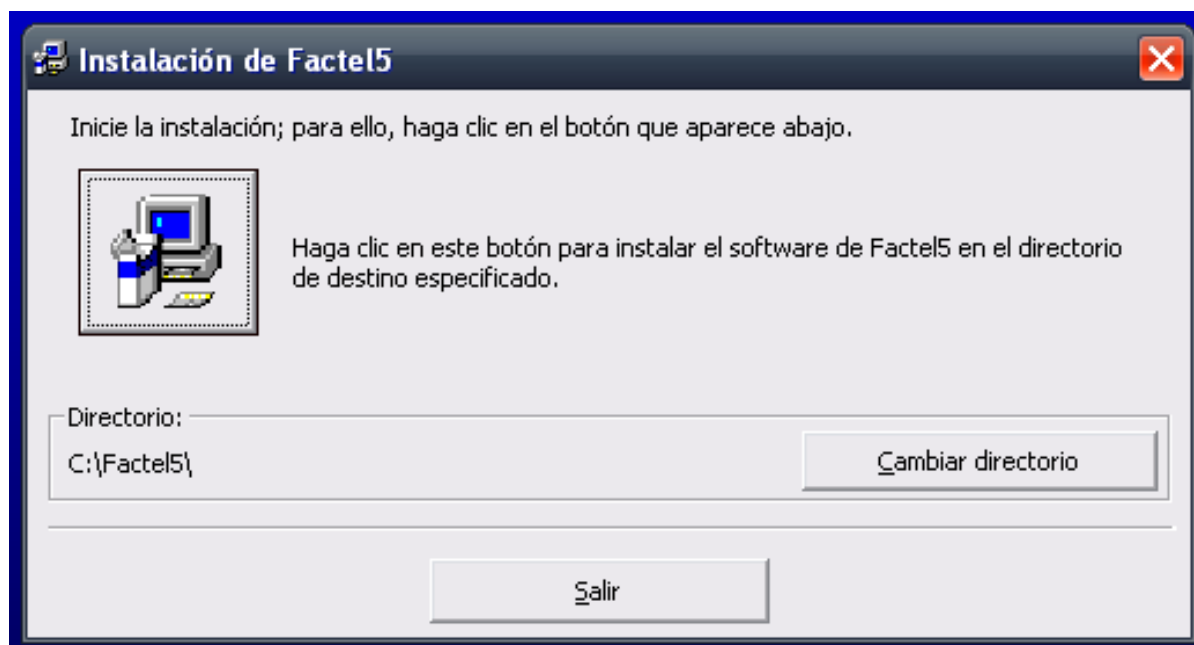 Instalación de Factel5
Inicie la instalación; para ello, haga clic en el botón que aparece abajo.
Haga clic en este botón para instalar el software de Factel5 en el directorio
de destino especificado.
Directorio:
C:\Factel5\
Cambiar directorio
Salir